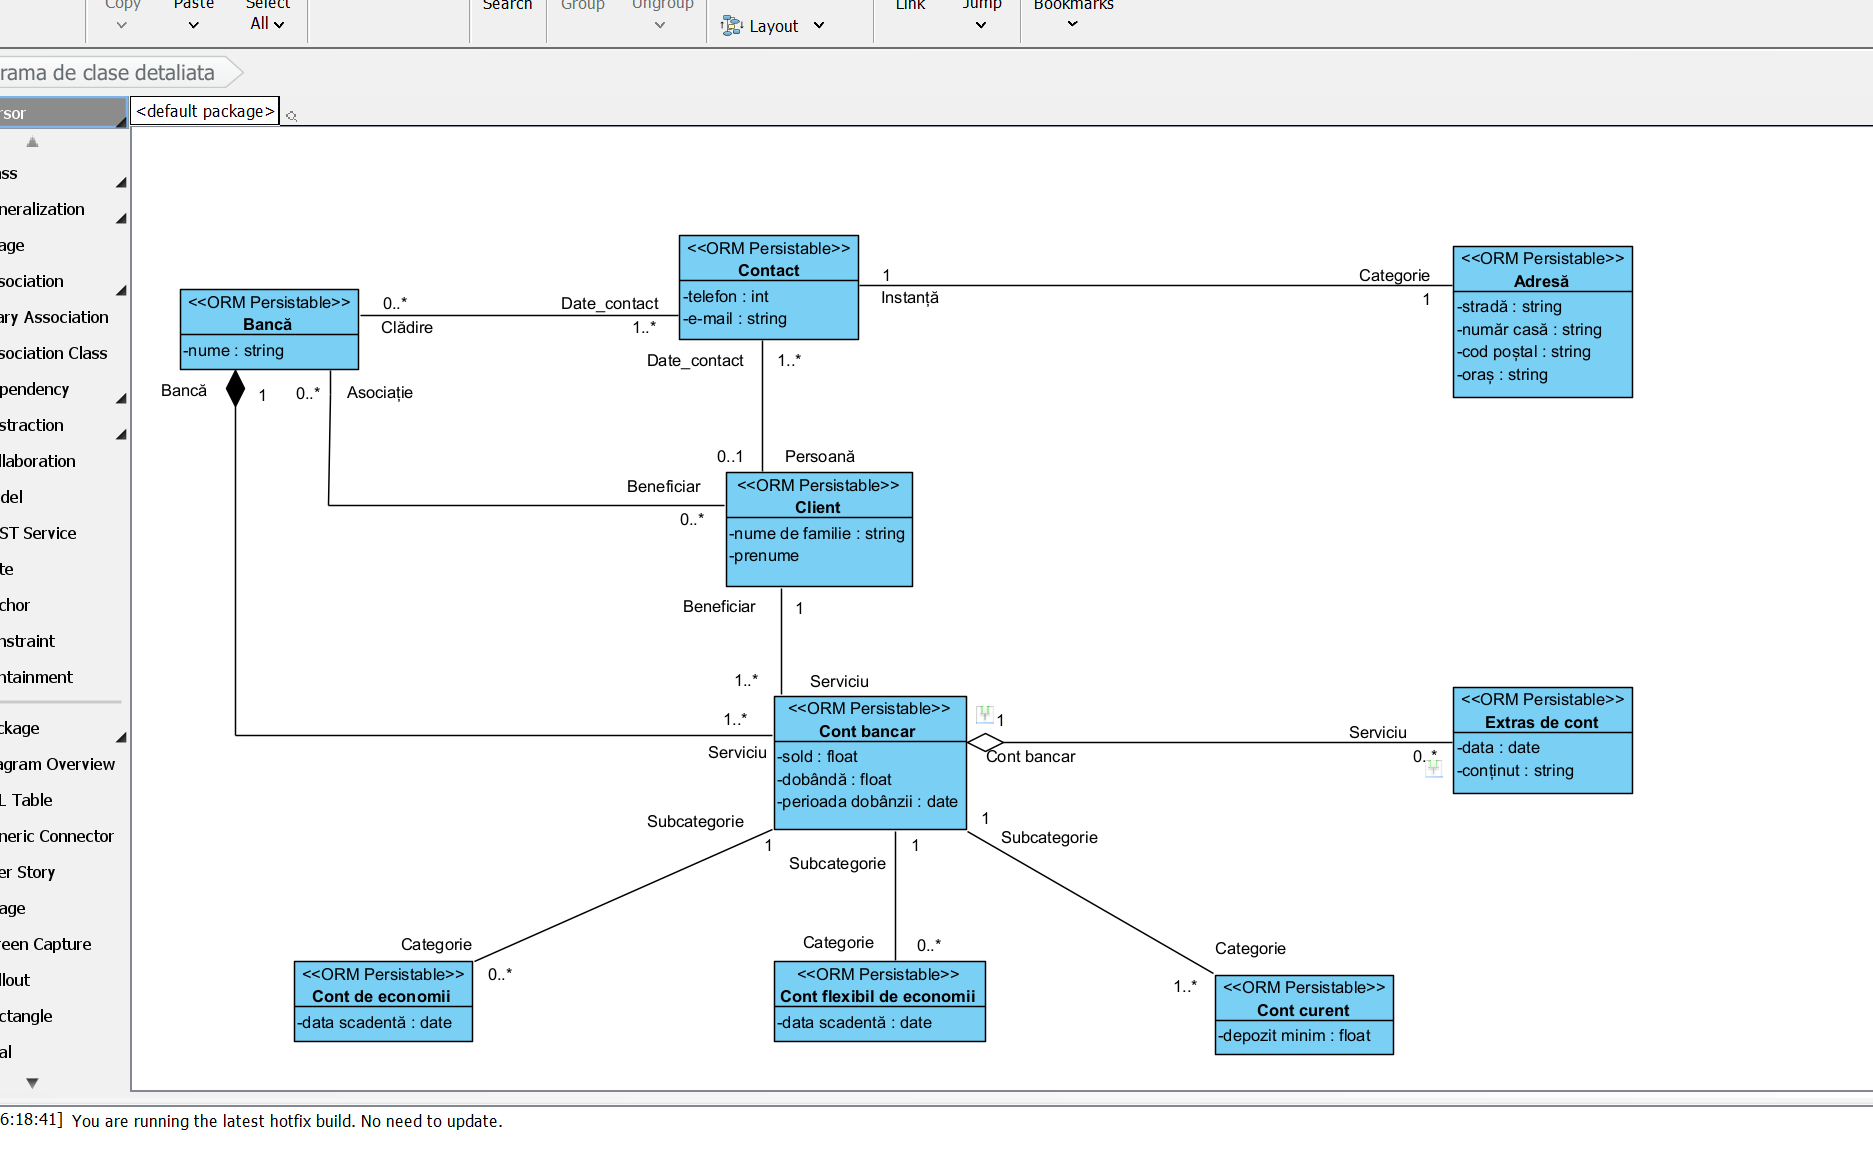 Copy
Paste
Select
All
Search
Group
Ungroup
Layout
Link
Jump
Bookmarks
rama de clase detaliata
rsor
<default package>
ss
neralization
age
sociation
ary Association
sociation Class
pendency
straction
llaboration
del
ST Service
te
chor
nstraint
ntainment
ckage
agram Overview
L Table
neric Connector
er Story
age
reen Capture
llout
ctangle
al
<<ORM Persistable>>
Contact
-telefon : int
-e-mail : string
1
Instanță
Categorie
1
<<ORM Persistable>>
Adresă
-stradă : string
-număr casă : string
-cod poștal : string
-oraș : string
<<ORM Persistable>>
Bancă
-nume : string
0..*
Clădire
Date_contact
1..*
Date_contact
1..*
Bancă
1
0..*
Asociație
0..1
Persoană
Beneficiar
0..*
<<ORM Persistable>>
Client
-nume de familie : string
-prenume
Beneficiar
1
1..*
Serviciu
1..*
Serviciu
<<ORM Persistable>>
Cont bancar
-sold : float
-dobândă : float
-perioada dobânzii : date
1
Cont bancar
Serviciu
0..*
<<ORM Persistable>>
Extras de cont
-data : date
-conținut : string
Subcategorie
1
Subcategorie
1
1
Subcategorie
Categorie
0..*
Categorie
0..*
Categorie
1..*
<<ORM Persistable>>
Cont de economii
-data scadentă : date
<<ORM Persistable>>
Cont flexibil de economii
-data scadentă : date
<<ORM Persistable>>
Cont curent
-depozit minim : float
6:18:41] You are running the latest hotfix build. No need to update.